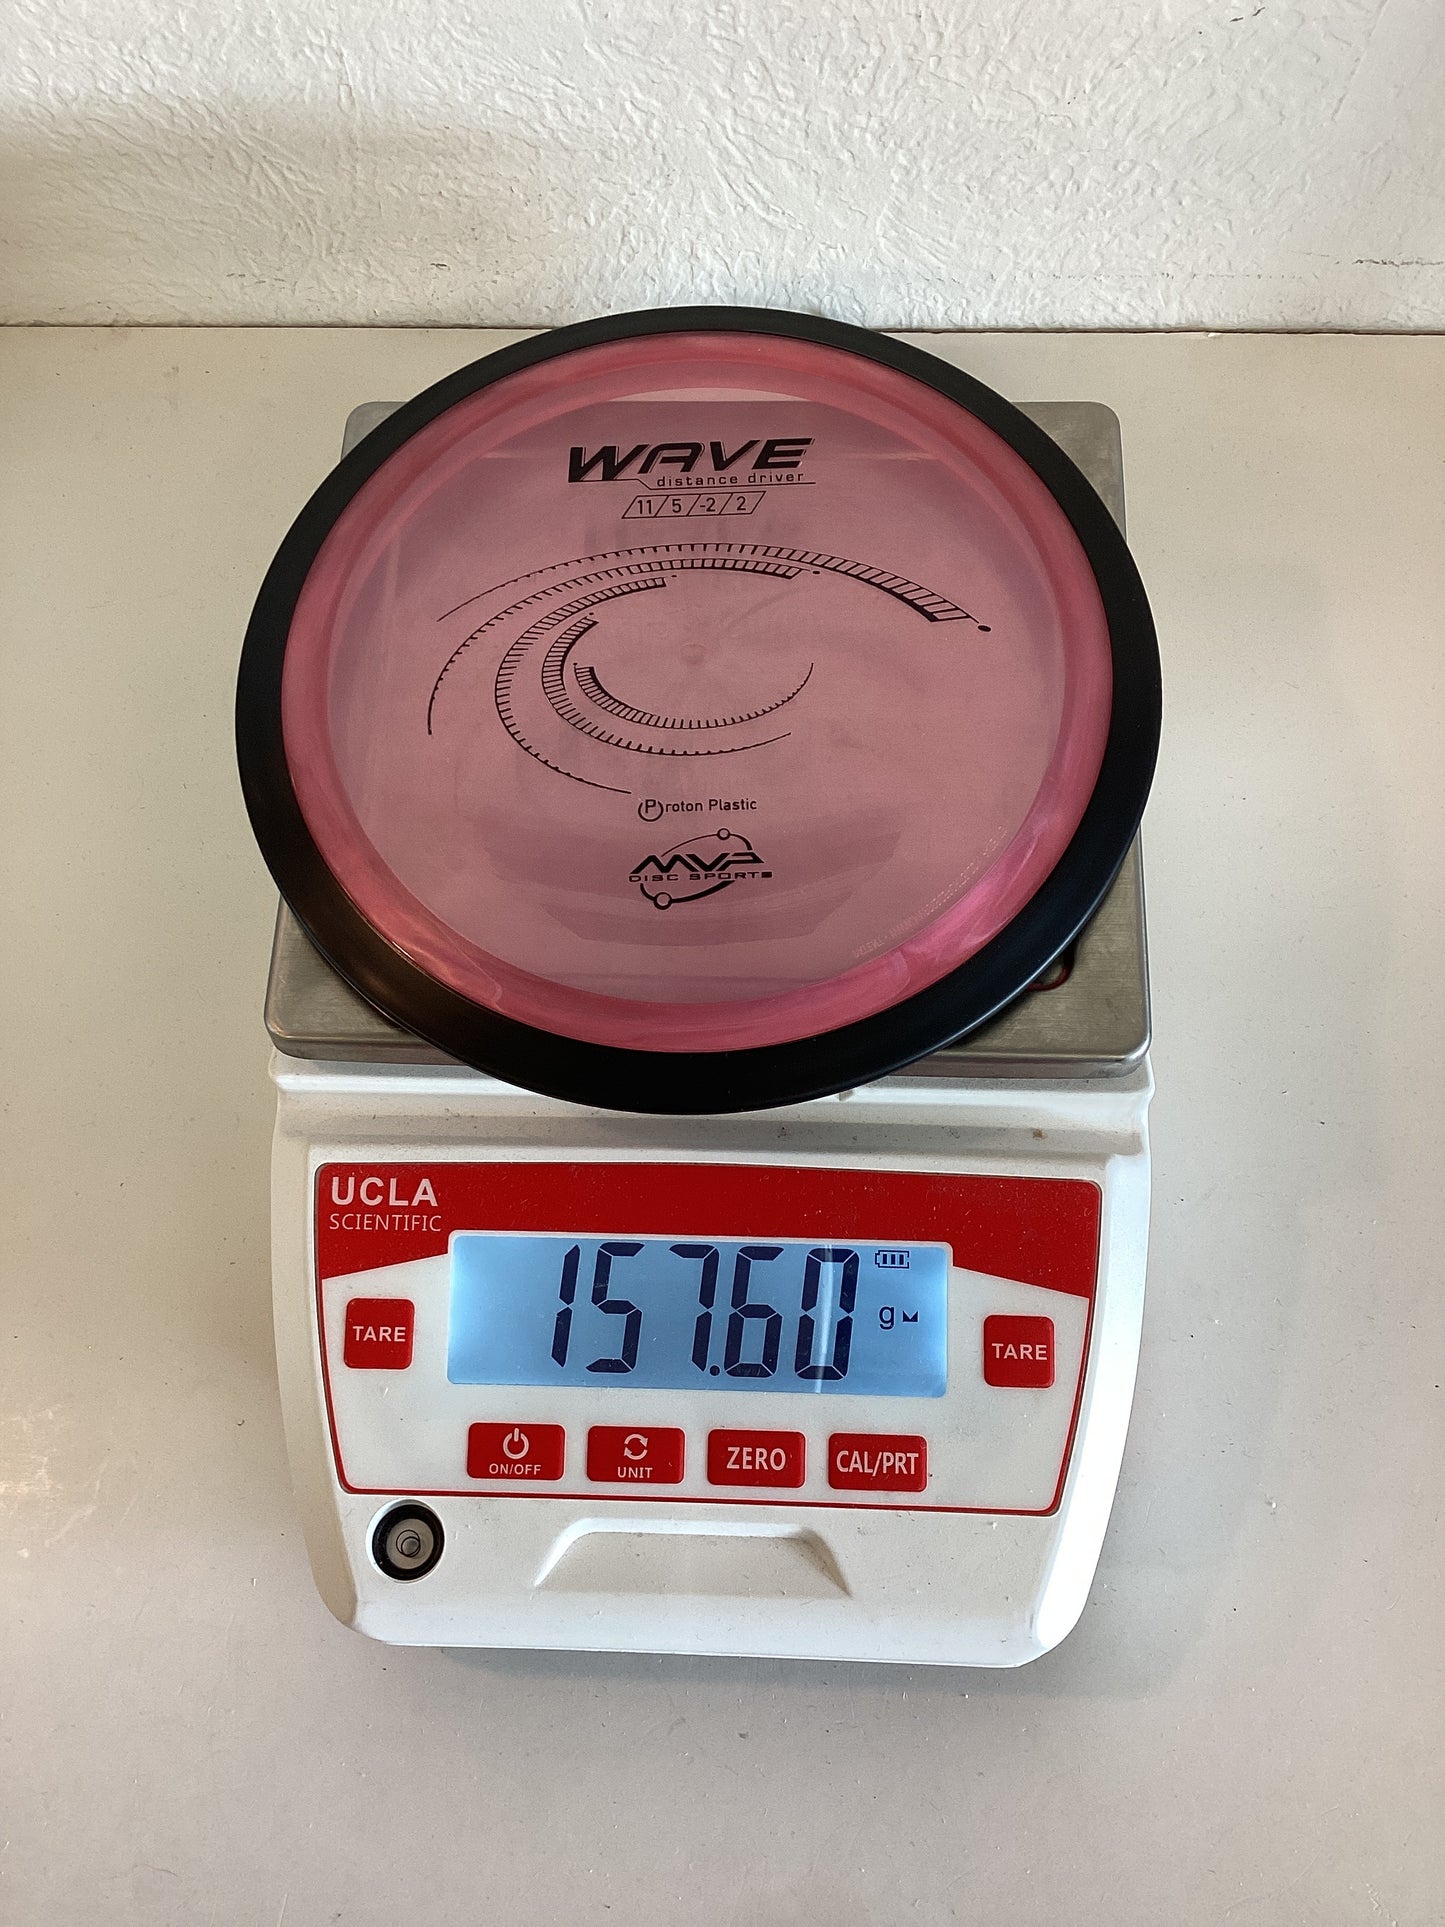 WAVE
distance driver
11/5/-2/2
Proton Plastic
MVP
DISC SPORTS
UCLA
SCIENTIFIC
157.60 g
TARE
TARE
ON/OFF
UNIT
ZERO
CAL/PRT